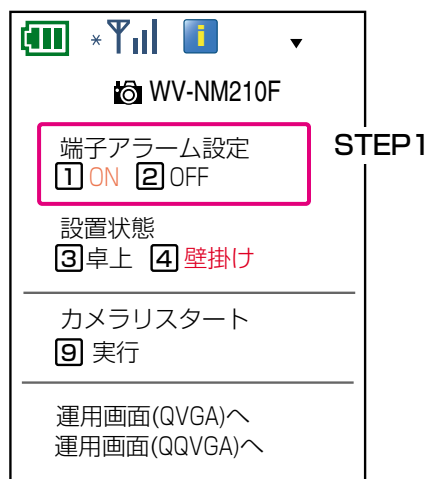 WV-NM210F
端子アラーム設定
STEP1
1 ON 2 OFF
設置状態
3 卓上 4 壁掛け
カメラリスタート
9 実行
運用画面(QVGA)へ
運用画面(QQVGA)へ